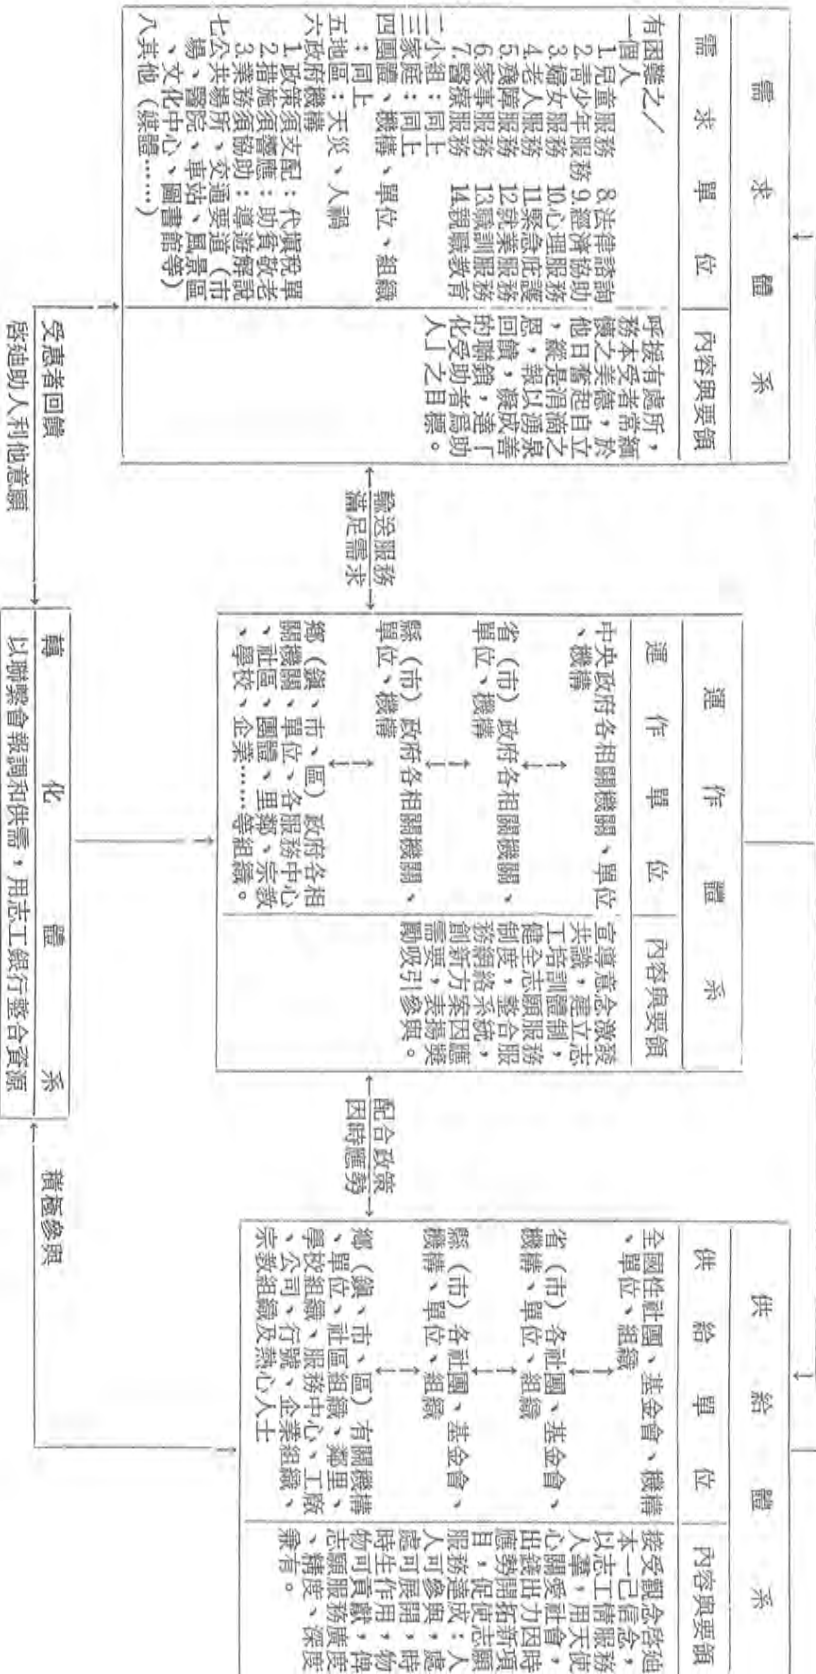 需求體系
需求單位
內容與要領
有困難之/
一個人
1.兒童服務 8.法律諮詢
2.青少年服務 9.經濟協助
3.婦女服務 10.心理服務
4.老人服務 11.緊急庇護
5.殘障服務 12.就業服務
6.家事服務 13.職訓服務
7.醫療服務 14.親職教育
二小組：同上
三家庭：同上
四團體、機構、單位、組織
：同上
五地區：天災、人禍
六政府機構
1.政策須支配：代填稅單
2.措施須響應：助貧敬老
3.業務須協助：導遊解說
七公共場所、交通要道（市
場、醫院、車站、風景區
、文化中心、圖書館等）
八其他（媒體……）
呼援有處所，
務本受者常緬
懷之美德，於
他日奮起自立
，縱是涓滴之
恩，報以湧泉
回饋，凝成善
的聯鎖，達「
化受助者為助
人」之目標。
輸送服務
滿足需求
運作體系
運作單位
內容與要領
中央政府各相關機關、單位
、機構
省（市）政府各相關機關、
單位、機構
縣（市）政府各相關機關、
單位、機構
鄉（鎮、市、區）政府各相
關機關、單位、各服務中心
、社區、團體、里鄰、宗教
、學校、企業……等組織。
宣導意念激發
共識，建立志
工培訓體制，
健全志願服務
制度，整合服
務網絡系統，
創新方案因應
需要，表揚獎
勵吸引參與。
配合政策
因時應勢
供給體系
供給單位
內容與要領
全國性社團、基金會、機構
、單位、組織
省（市）各社團、基金會、
機構、單位、組織
縣（市）各社團、基金會、
機構、單位、組織
鄉（鎮、市、區）有關機構
、單位、社區組織、鄰里、
學校組織、服務中心、工廠
、公司、行號、企業組織、
宗教組織及熱心人士
接受觀念啓廸
本一己信念，
以志工情服務
人羣，用天使
心關愛社會，
出錢出力因時
應勢開拓新項
目，促使志願
服務達成：人
人可參與，處
處可展開，時
時生作用，物
物可貢獻，俾
志願服務廣度
、精度、深度
兼有。
受惠者回饋
啓廸助人利他意願
轉化體系
以聯繫會報調和供需，用志工銀行整合資源
積極參與